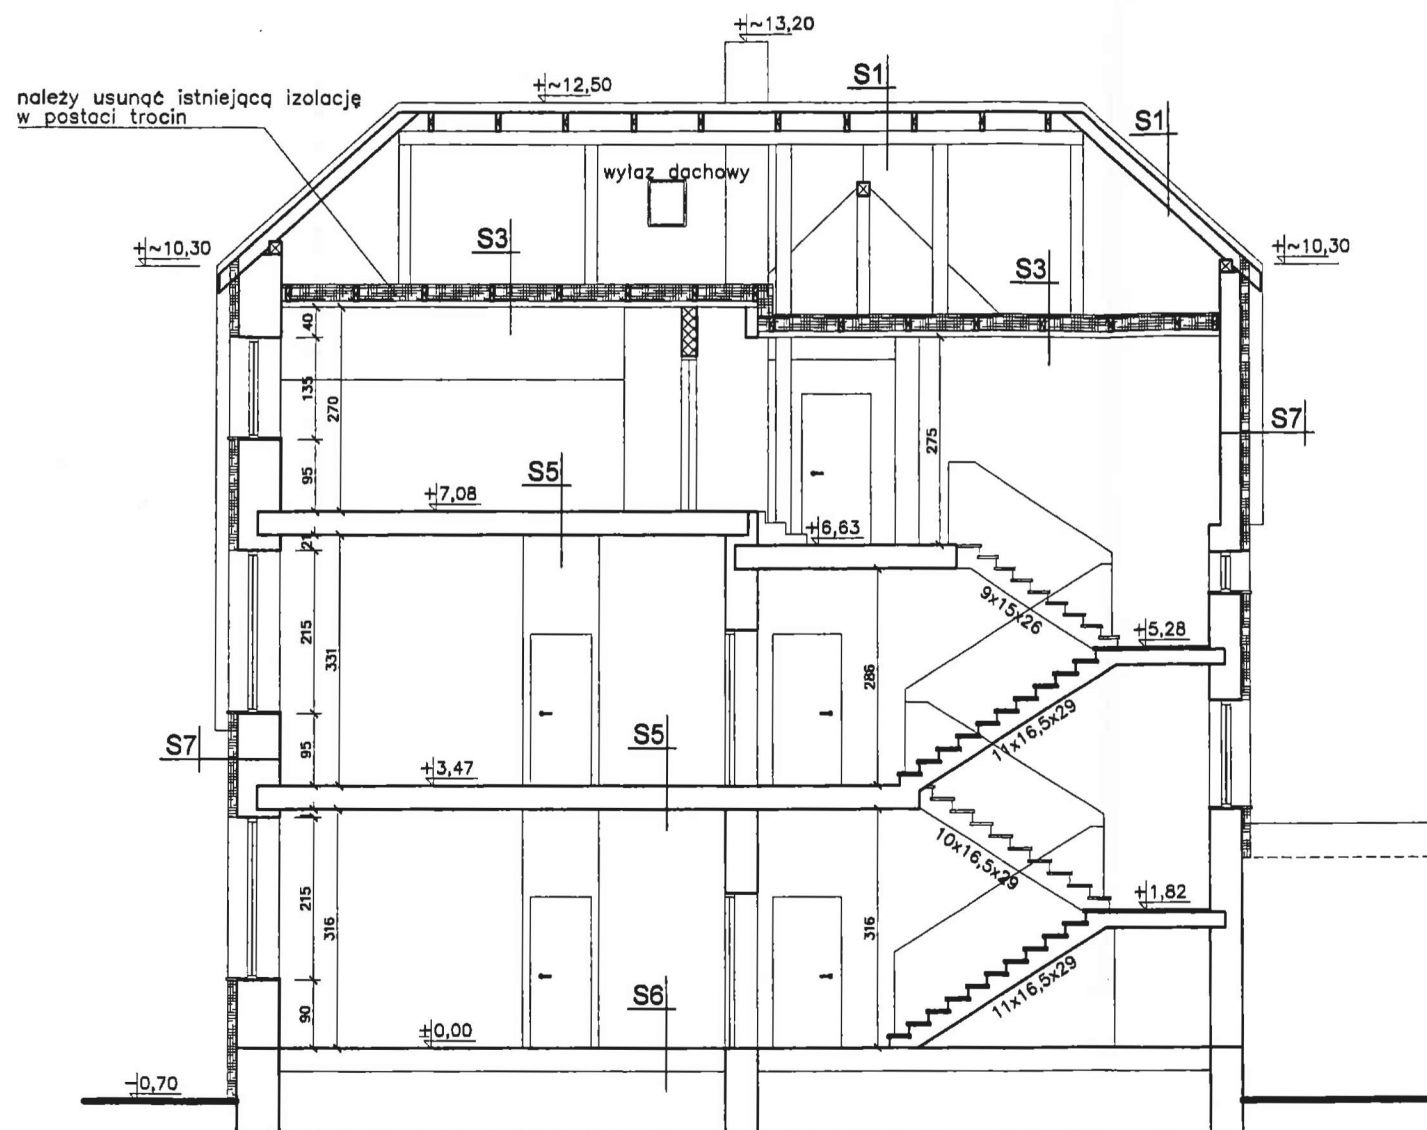 +~13,20
+~12,50
S1
należy usunąć istniejącą izolację
w postaci trocin
S1
wyłaz dachowy
+~10,30
S3
S3
+~10,30
40
135
270
275
S7
95
S5
+7,08
+6,63
21
9x15x26
215
331
286
+5,28
11x16,5x29
S7
95
S5
+3,47
10x16,5x29
215
316
316
+1,82
11x16,5x29
90
S6
±0,00
-0,70